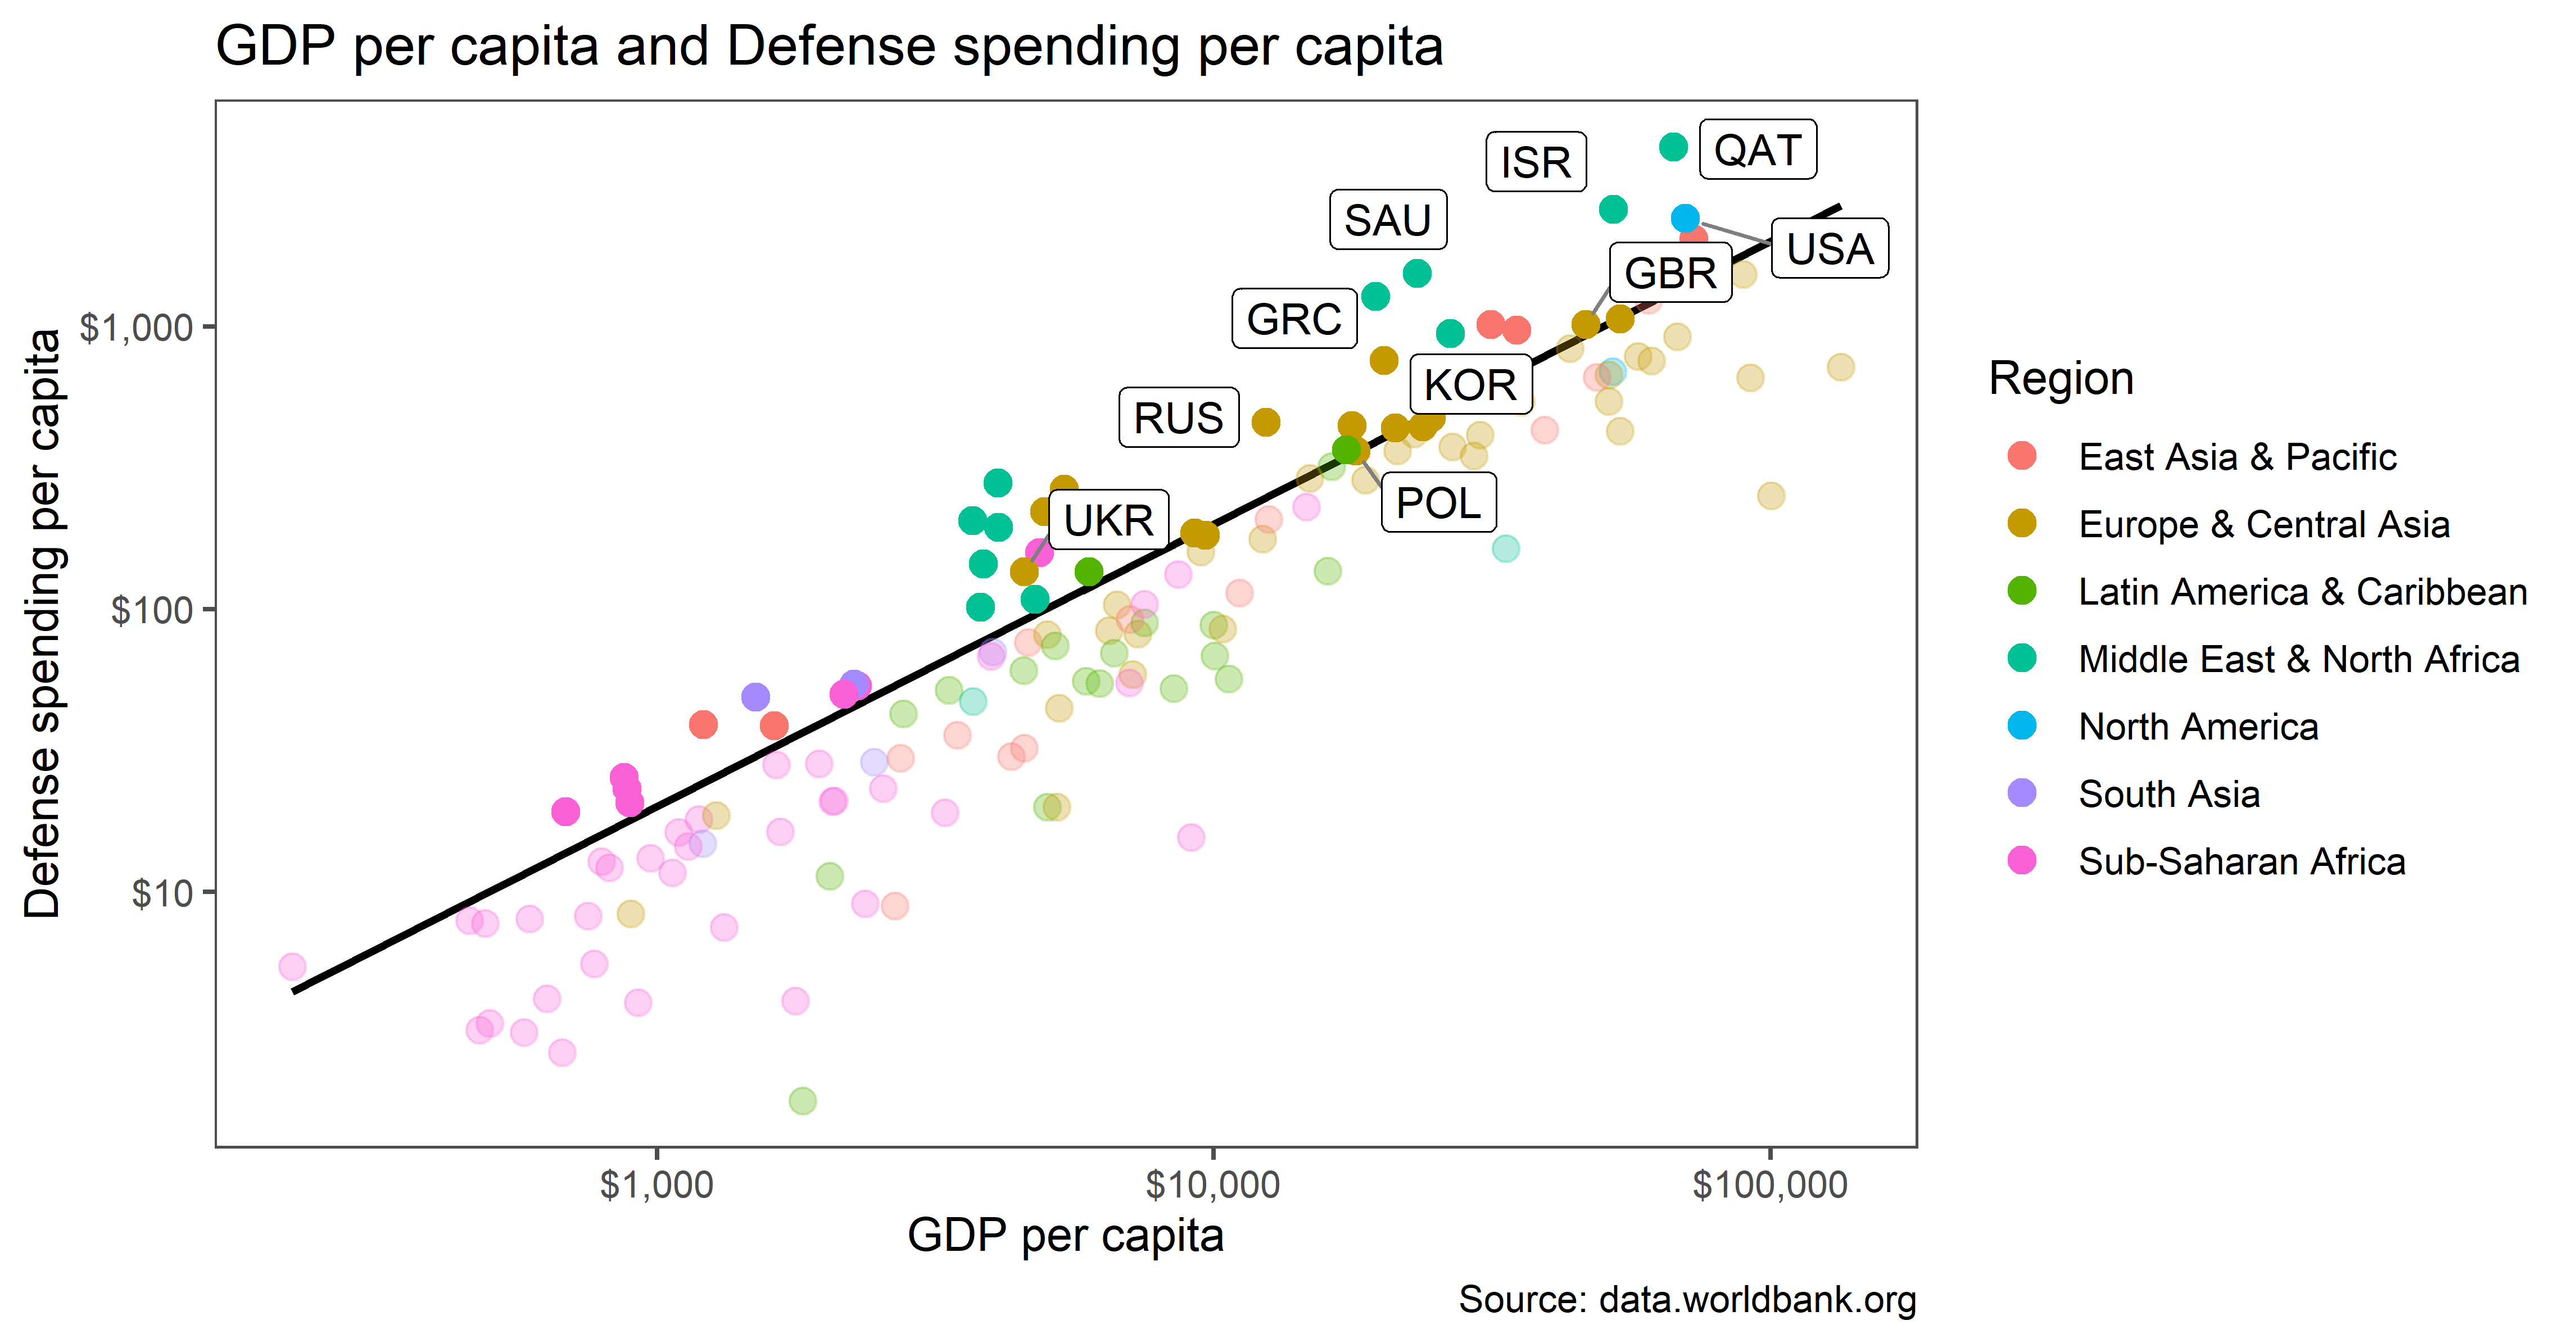 GDP per capita and Defense spending per capita
QAT
ISR
SAU
USA
GBR
GRC
KOR
RUS
POL
UKR
Defense spending per capita
$1,000
$100
$10
$1,000
$10,000
$100,000
GDP per capita
Region
East Asia & Pacific
Europe & Central Asia
Latin America & Caribbean
Middle East & North Africa
North America
South Asia
Sub-Saharan Africa
Source: data.worldbank.org